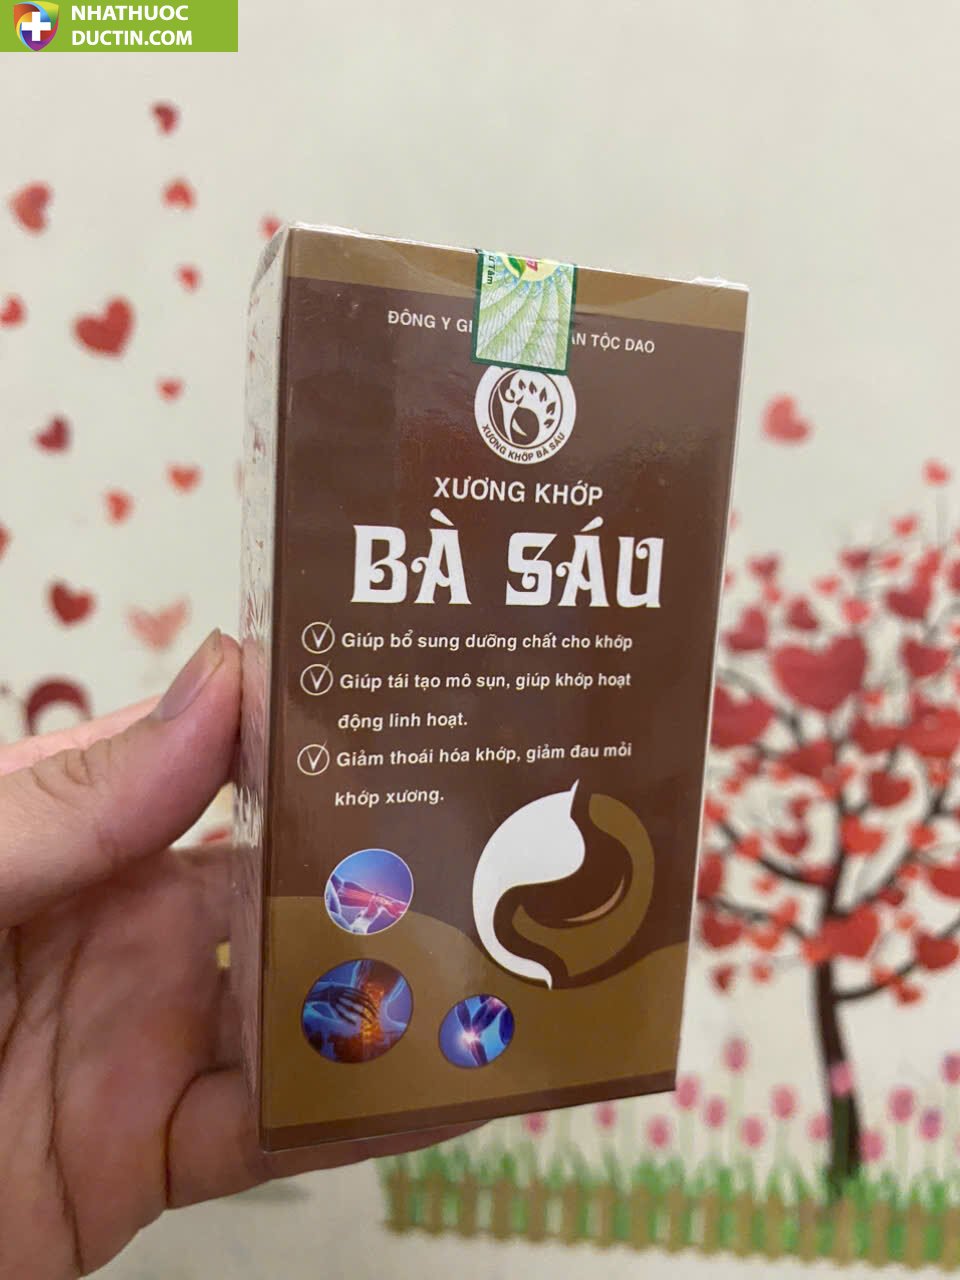 NHATHUOC
DUCTIN.COM
ĐÔNG Y TỘC DAO
XƯƠNG KHỚP BÀ SÁU
XƯƠNG KHỚP
BÀ SÁU
Giúp bổ sung dưỡng chất cho khớp
Giúp tái tạo mô sụn, giúp khớp hoạt
động linh hoạt.
Giảm thoái hóa khớp, giảm đau mỏi
khớp xương.